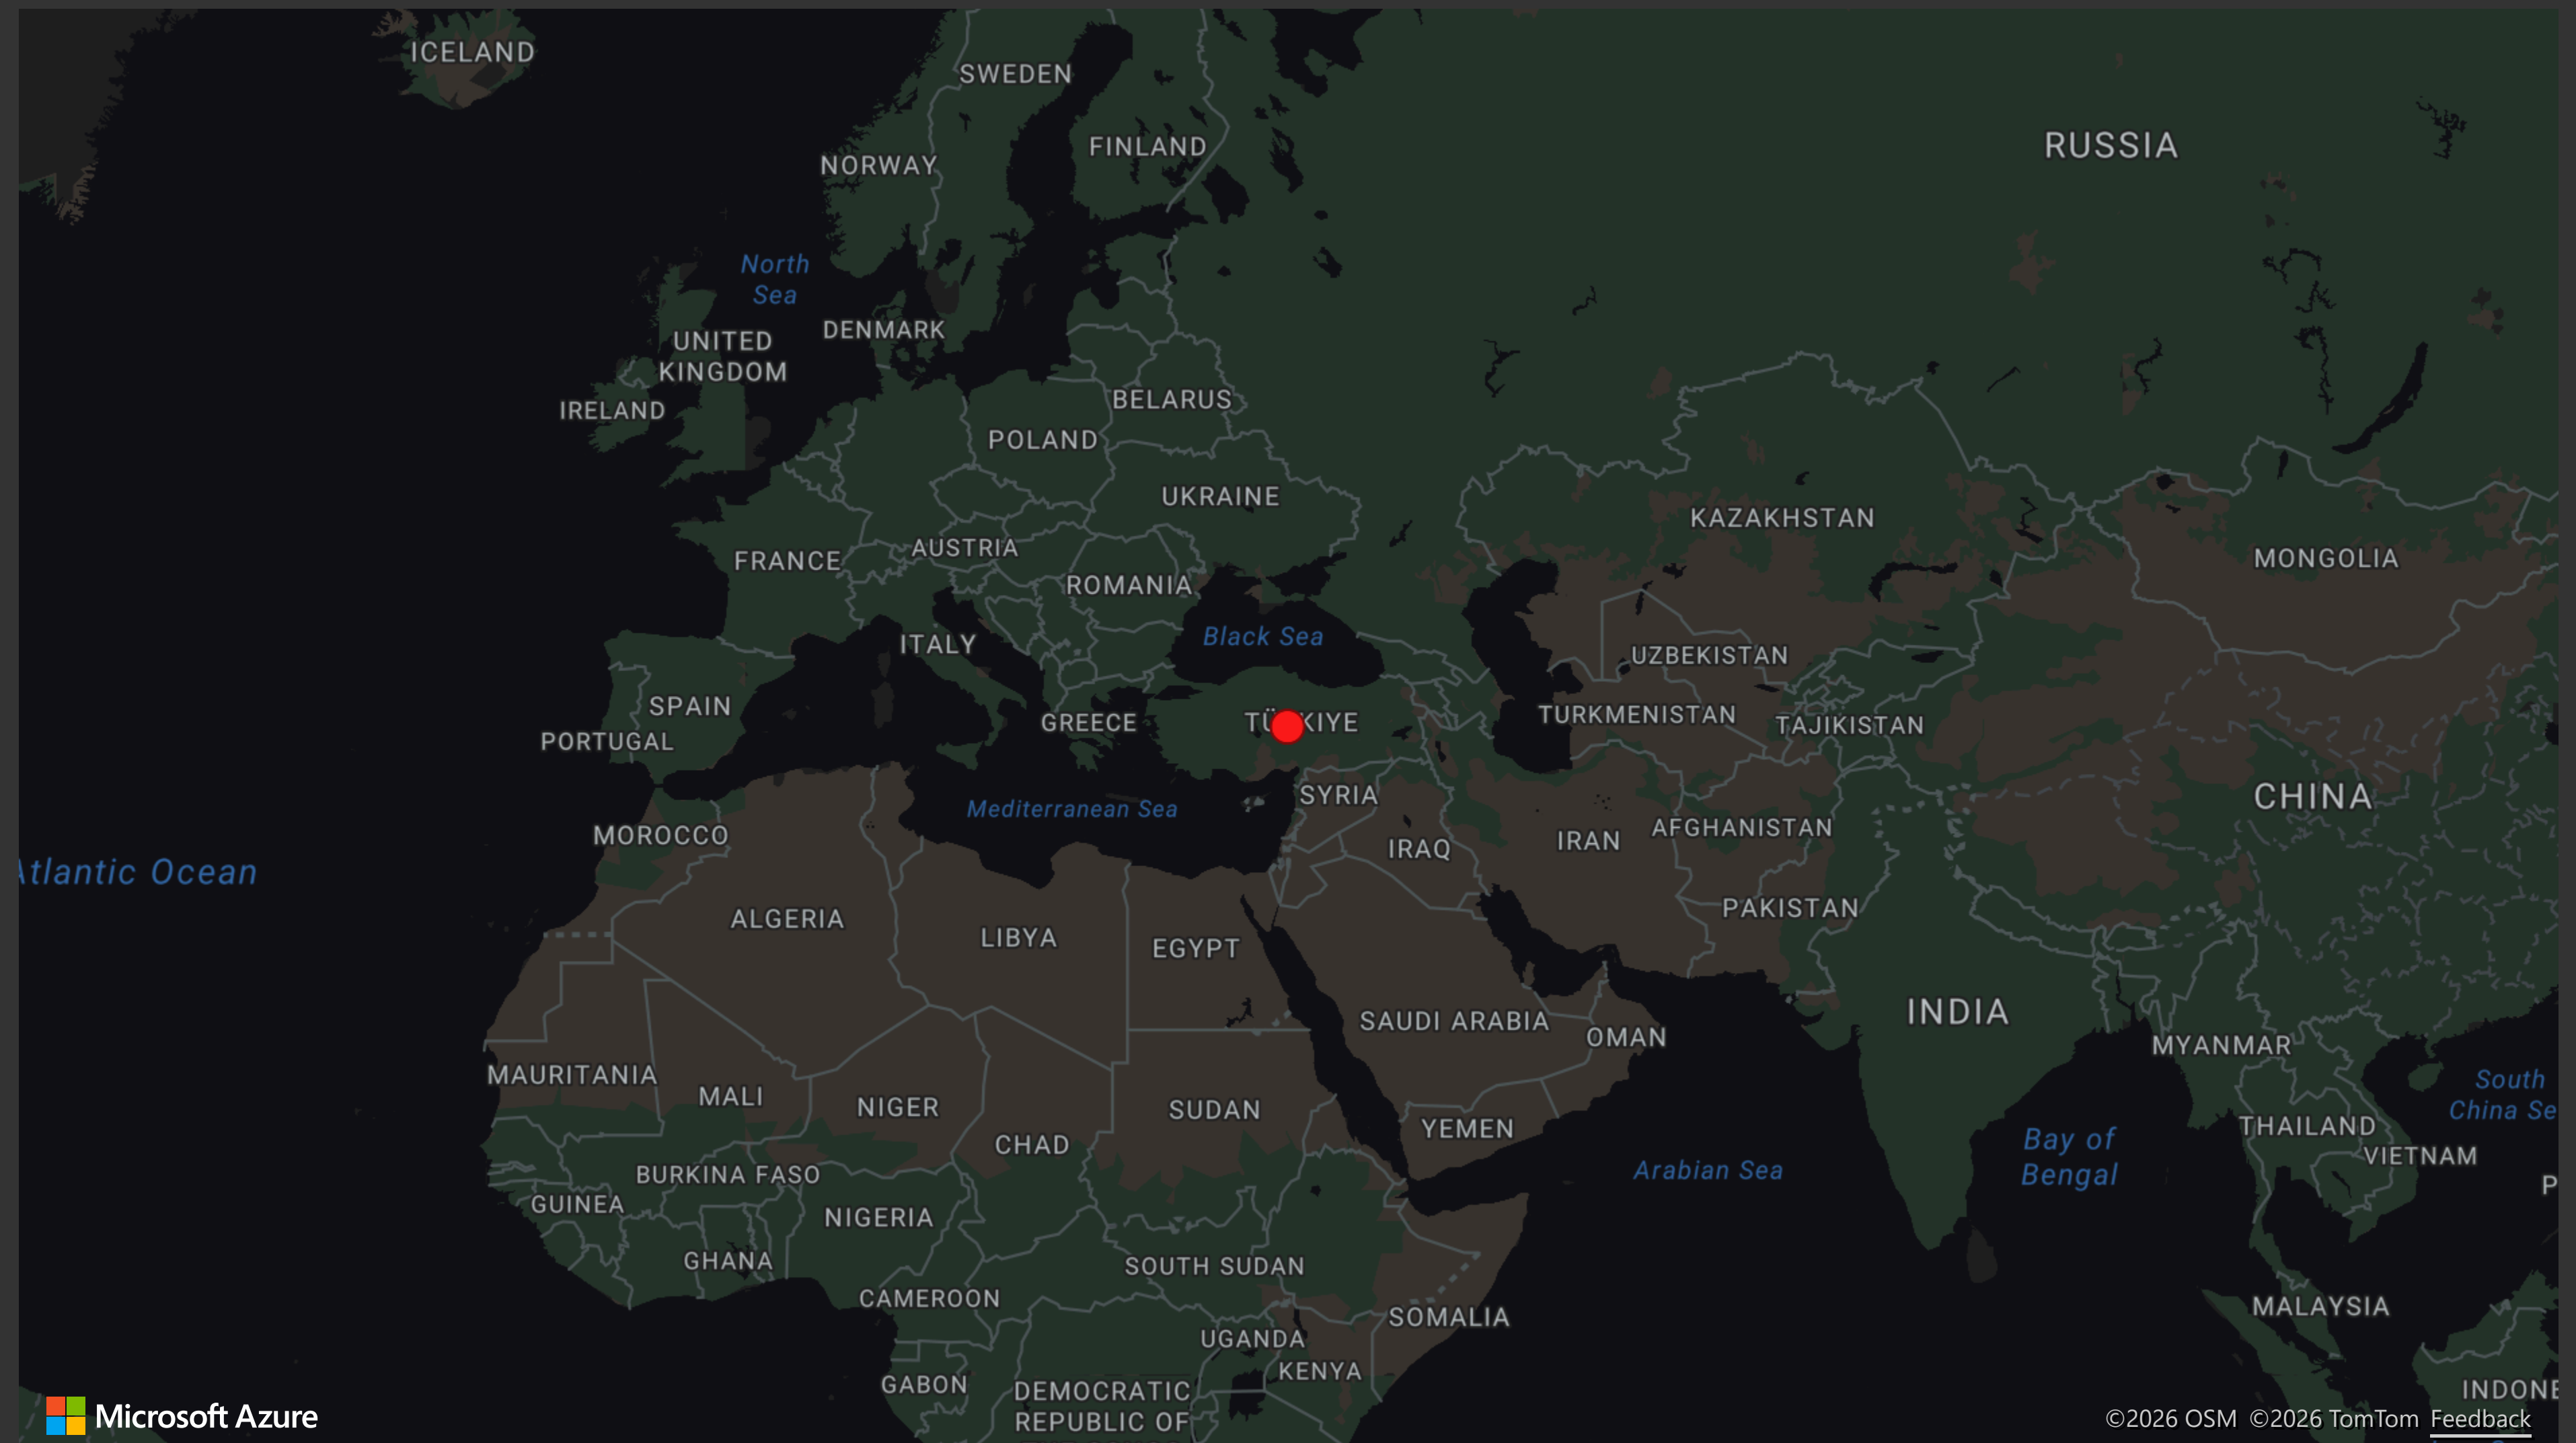 ICELAND
SWEDEN
FINLAND
RUSSIA
NORWAY
North
Sea
DENMARK
UNITED
KINGDOM
IRELAND
BELARUS
POLAND
UKRAINE
KAZAKHSTAN
AUSTRIA
FRANCE
MONGOLIA
ROMANIA
Black Sea
ITALY
UZBEKISTAN
SPAIN
GREECE
TURKMENISTAN
TAJIKISTAN
PORTUGAL
SYRIA
CHINA
Mediterranean Sea
MOROCCO
IRAQ
IRAN
AFGHANISTAN
Atlantic Ocean
PAKISTAN
ALGERIA
LIBYA
EGYPT
SAUDI ARABIA
OMAN
INDIA
MYANMAR
MAURITANIA
MALI
NIGER
SUDAN
YEMEN
South
China Se
CHAD
THAILAND
Bay of
Bengal
VIETNAM
BURKINA FASO
Arabian Sea
P
GUINEA
NIGERIA
GHANA
SOUTH SUDAN
CAMEROON
SOMALIA
MALAYSIA
UGANDA
KENYA
GABON
DEMOCRATIC
REPUBLIC OF
INDONE
Microsoft Azure
©2026 OSM ©2026 TomTom Feedback